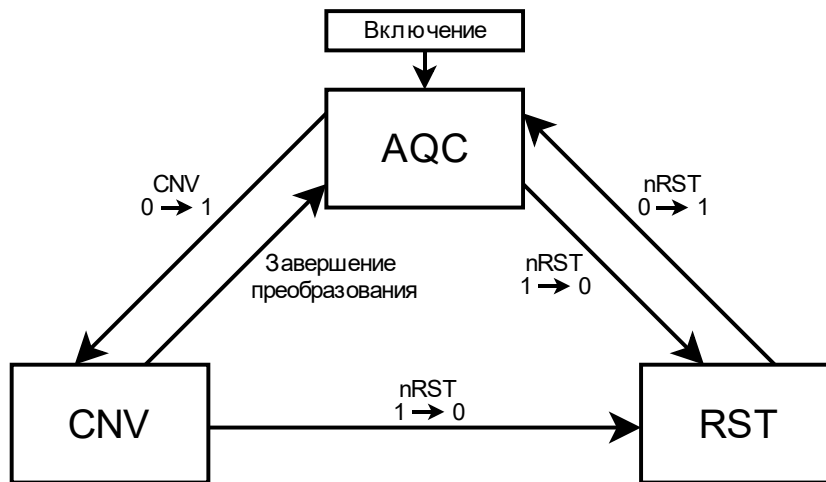 Включение
AQC
CNV
0 → 1
nRST
0 → 1
Завершение
преобразования
nRST
1 → 0
CNV
nRST
1 → 0
RST